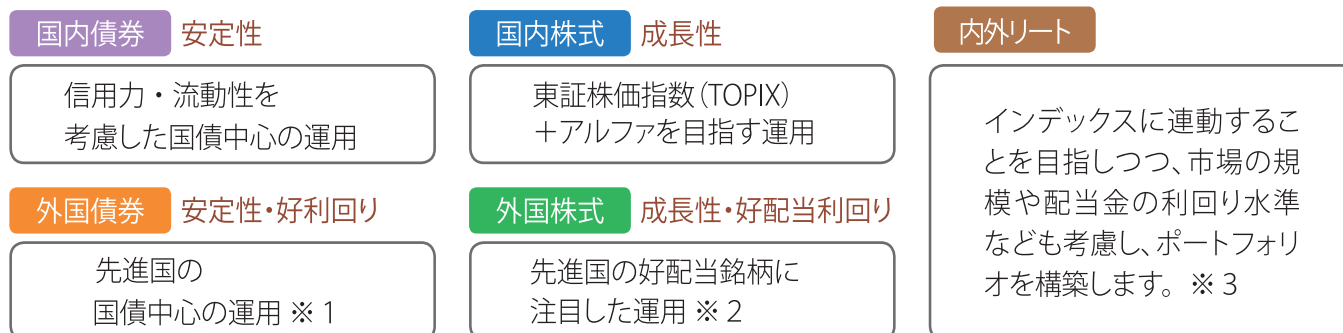 国内債券 安定性
信用力・流動性を
考慮した国債中心の運用
国内株式 成長性
東証株価指数(TOPIX)
+アルファを目指す運用
外国債券 安定性・好利回り
先進国の
国債中心の運用 ※1
外国株式 成長性・好配当利回り
先進国の好配当銘柄に
注目した運用 ※2
内外リート
インデックスに連動するこ
とを目指しつつ、市場の規
模や配当金の利回り水準
なども考慮し、ポートフォリ
オを構築します。※3